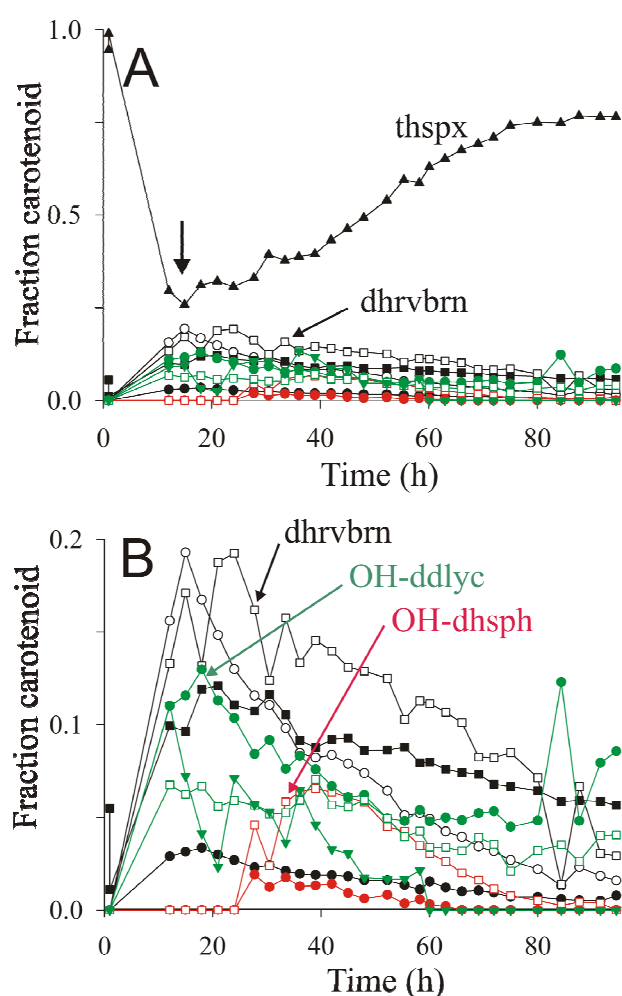 1.0
A
thspx
Fraction carotenoid
0.5
dhrvbrn
0.0
0 20 40 60 80
Time (h)
0.2
B
dhrvbrn
OH-ddlyc
OH-dhsph
Fraction carotenoid
0.1
0.0
0 20 40 60 80
Time (h)